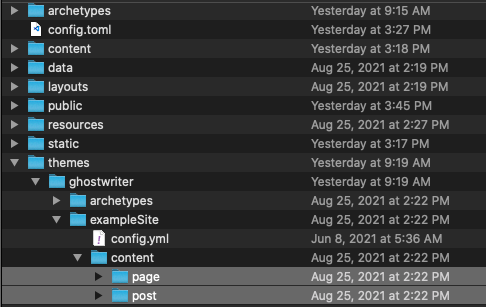 archetypes Yesterday at 9:15 AM
config.toml Yesterday at 3:27 PM
content Yesterday at 3:18 PM
data Aug 25, 2021 at 2:19 PM
layouts Aug 25, 2021 at 2:19 PM
public Yesterday at 3:45 PM
resources Aug 25, 2021 at 2:27 PM
static Yesterday at 3:17 PM
themes Yesterday at 9:19 AM
ghostwriter Yesterday at 9:19 AM
archetypes Aug 25, 2021 at 2:22 PM
exampleSite Aug 25, 2021 at 2:22 PM
config.yml Jun 8, 2021 at 5:36 AM
content Aug 25, 2021 at 2:22 PM
page Aug 25, 2021 at 2:22 PM
post Aug 25, 2021 at 2:22 PM